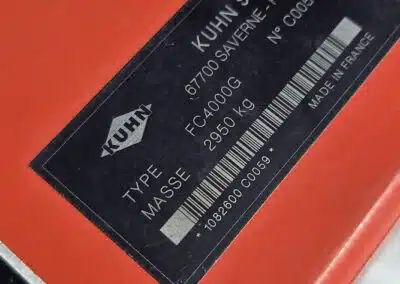 KUHN S
67700 SAVERNE - F
N° C005
KUHN
TYPE FC4000G
MASSE 2950 kg
* 1082600 C0059 *
MADE IN FRANCE